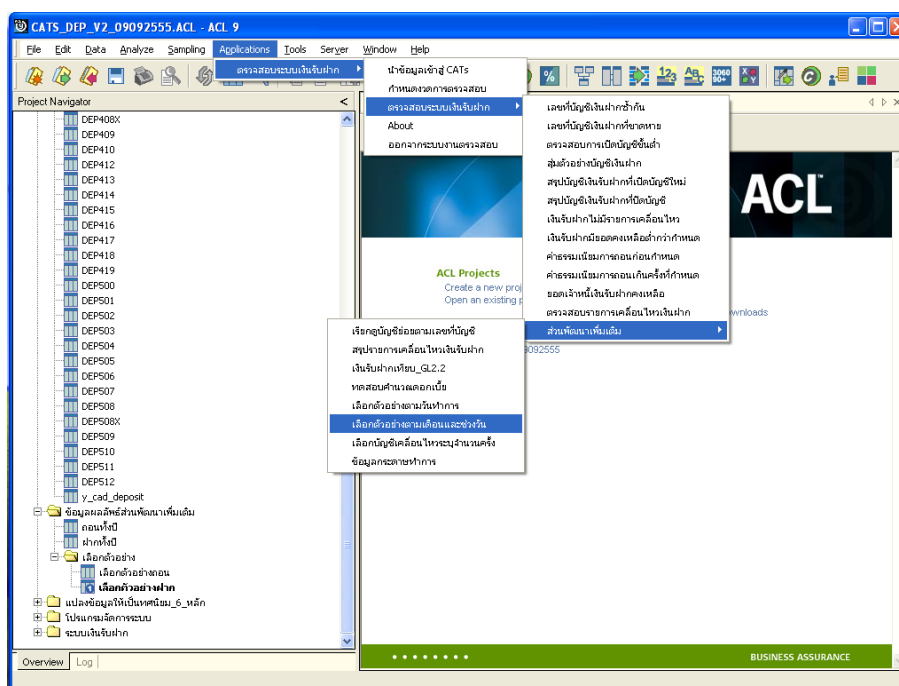 CATS_DEP_V2_09092555.ACL - ACL 9
File Edit Data Analyze Sampling Applications Tools Server Window Help
ตรวจสอบระบบเงินรับฝาก
นำข้อมูลเข้าสู่ CATs
กำหนดงวดการตรวจสอบ
ตรวจสอบระบบเงินรับฝาก
About
ออกจากระบบงานตรวจสอบ
เลขที่บัญชีเงินฝากซ้ำกัน
เลขที่บัญชีเงินฝากที่ขาดหาย
ตรวจสอบการเปิดบัญชีขั้นต่ำ
สุ่มตัวอย่างบัญชีเงินฝาก
สรุปบัญชีเงินรับฝากที่เปิดบัญชีใหม่
สรุปบัญชีเงินรับฝากที่ปิดบัญชี
เงินรับฝากไม่มีรายการเคลื่อนไหว
เงินรับฝากมียอดคงเหลือต่ำกว่ากำหนด
ค่าธรรมเนียมการถอนก่อนกำหนด
ค่าธรรมเนียมการถอนเกินครั้งที่กำหนด
ยอดเจ้าหนี้เงินรับฝากคงเหลือ
ตรวจสอบรายการเคลื่อนไหวเงินฝาก
ส่วนพัฒนาเพิ่มเติม
เรียกดูบัญชีย่อยตามเลขที่บัญชี
สรุปรายการเคลื่อนไหวเงินรับฝาก
เงินรับฝากเทียบ_GL2.2
ทดสอบคำนวณดอกเบี้ย
เลือกตัวอย่างตามวันทำการ
เลือกตัวอย่างตามเดือนและช่วงวัน
เลือกบัญชีเคลื่อนไหวระบุจำนวนครั้ง
ข้อมูลกระดาษทำการ
Project Navigator
DEP408X
DEP409
DEP410
DEP412
DEP413
DEP414
DEP415
DEP416
DEP417
DEP418
DEP419
DEP500
DEP501
DEP502
DEP503
DEP504
DEP505
DEP506
DEP507
DEP508
DEP508X
DEP509
DEP510
DEP511
DEP512
y_cad_deposit
ข้อมูลผลลัพธ์ส่วนพัฒนาเพิ่มเติม
ถอนทั้งปี
ฝากทั้งปี
เลือกตัวอย่าง
เลือกตัวอย่างถอน
เลือกตัวอย่างฝาก
แปลงข้อมูลให้เป็นทศนิยม_6_หลัก
โปรแกรมจัดการระบบ
ระบบเงินรับฝาก
Overview Log
ACL
ACL Projects
Create a new proj
Open an existing p
wnloads
9092555
BUSINESS ASSURANCE